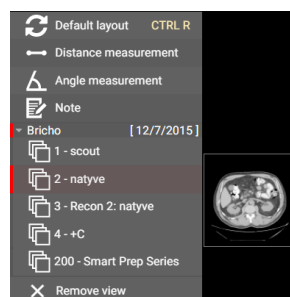 Default layout CTRL R
Distance measurement
Angle measurement
Note
Bricho [ 12/7/2015 ]
1 - scout
2 - natyve
3 - Recon 2: natyve
4 - +C
200 - Smart Prep Series
Remove view